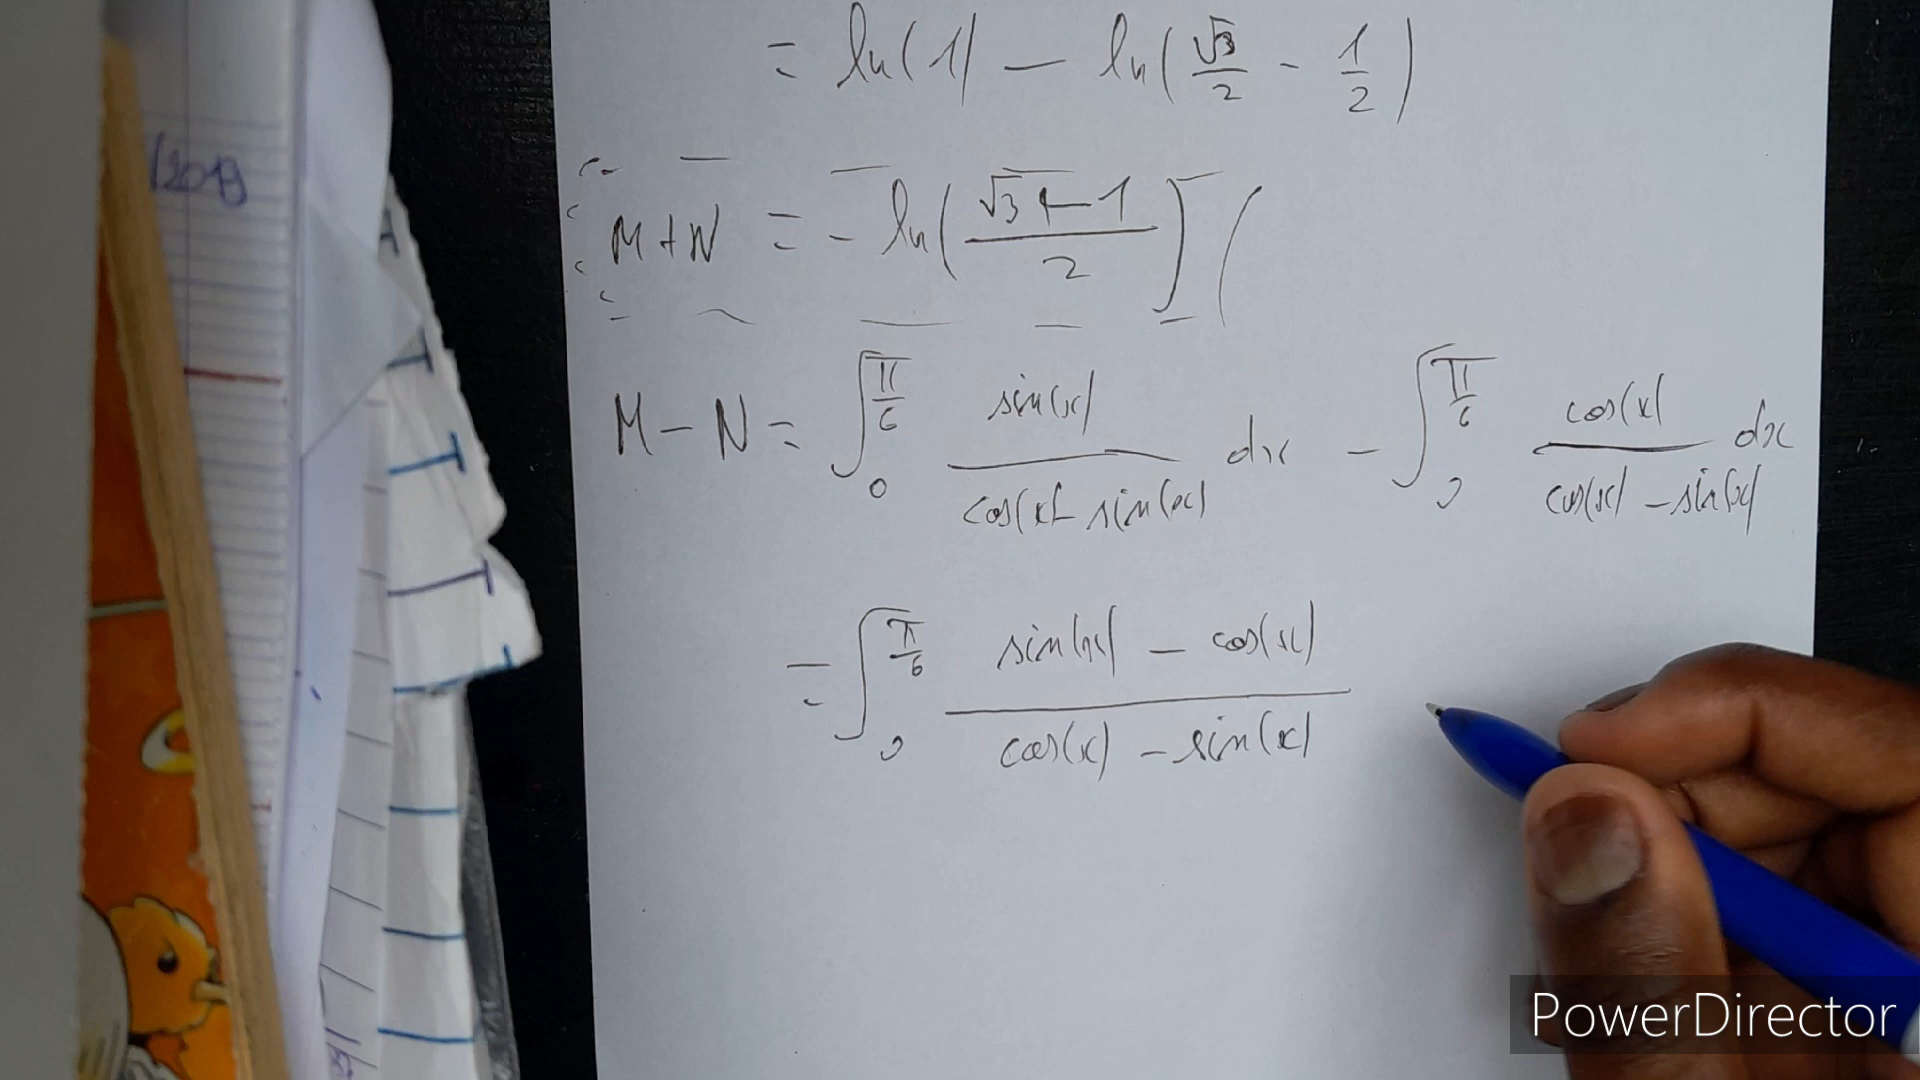 = ln(1) - ln(√3/2 - 1/2)
M+N = - ln((√3 - 1)/2)
M - N = ∫₀^(π/6) sin(x)/(cos(x) - sin(x)) dx - ∫₀^(π/6) cos(x)/(cos(x) - sin(x)) dx
= ∫₀^(π/6) (sin(x) - cos(x))/(cos(x) - sin(x))
/2019
PowerDirector